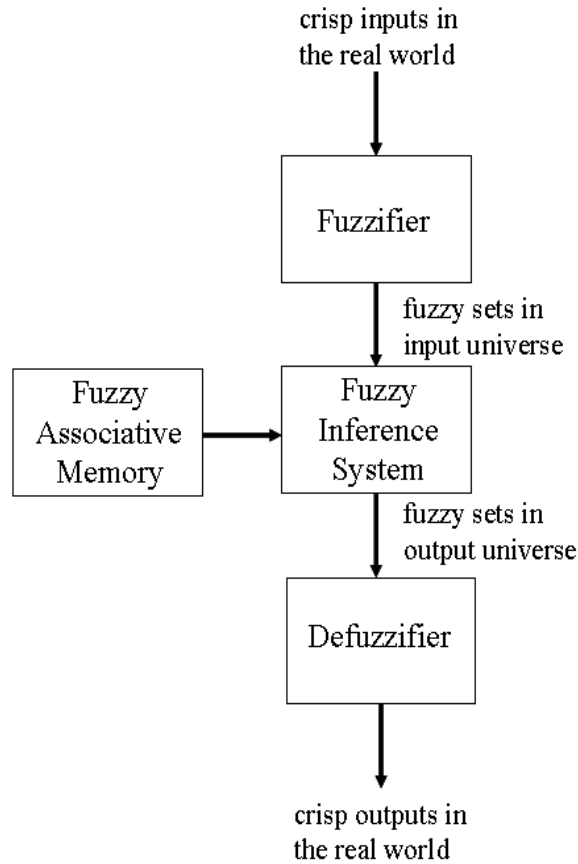 crisp inputs in
the real world
Fuzzifier
fuzzy sets in
input universe
Fuzzy
Associative
Memory
Fuzzy
Inference
System
fuzzy sets in
output universe
Defuzzifier
crisp outputs in
the real world